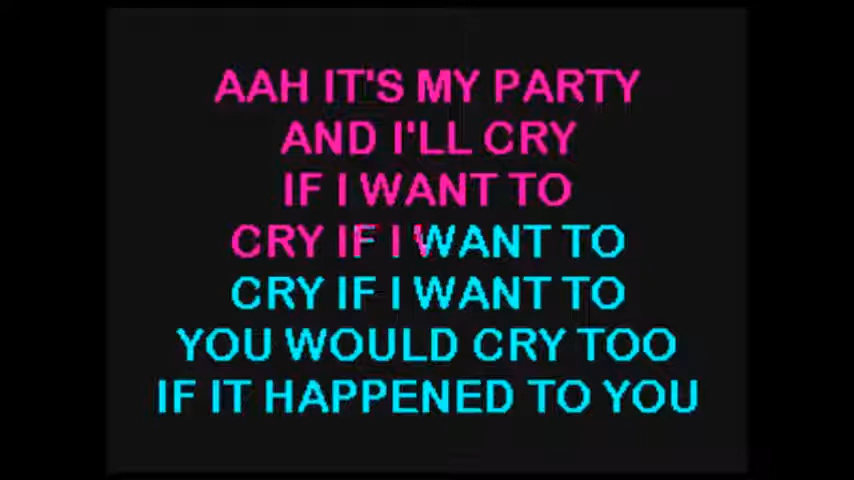 AAH IT'S MY PARTY
AND I'LL CRY
IF I WANT TO
CRY IF I WANT TO
CRY IF I WANT TO
YOU WOULD CRY TOO
IF IT HAPPENED TO YOU